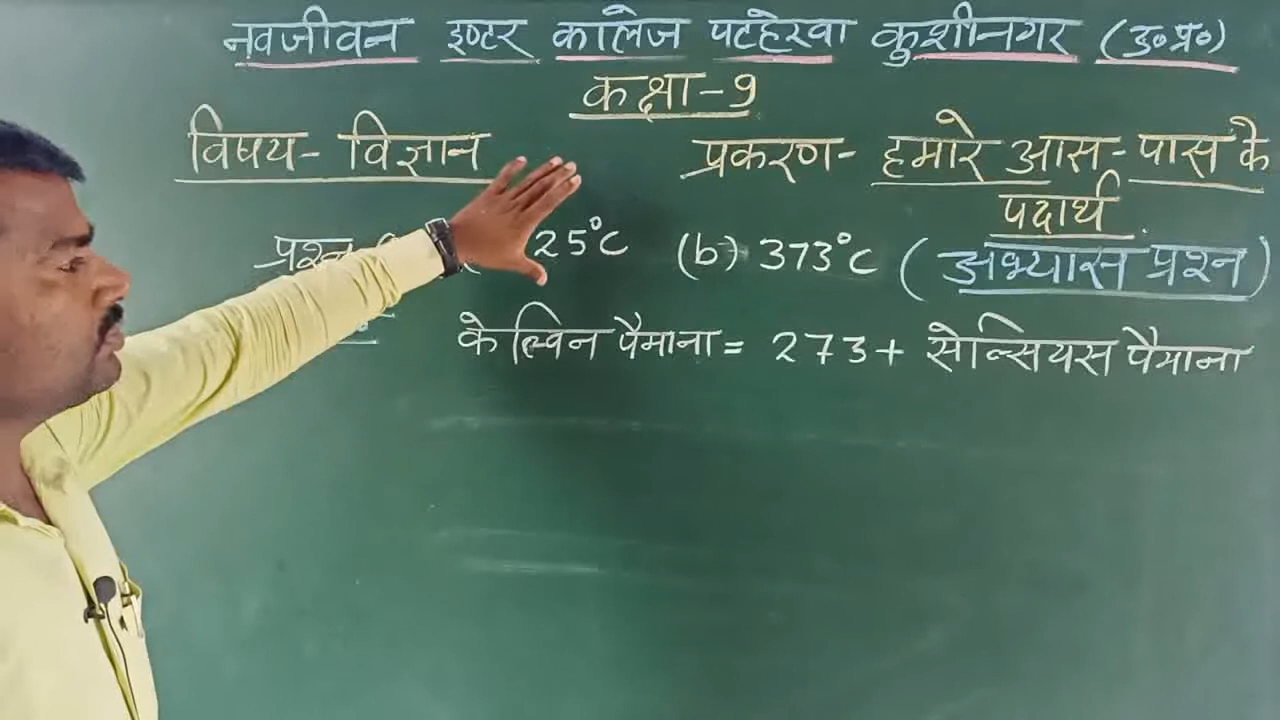 नवजीवन इण्टर कालेज पटहेरवा कुशीनगर (उ०प्र०)
कक्षा-9
विषय- विज्ञान
प्रकरण- हमारे आस-पास के
पदार्थ
प्रश्न 25°C (b) 373°C (अभ्यास प्रश्न)
केल्विन पैमाना = 273 + सेल्सियस पैमाना